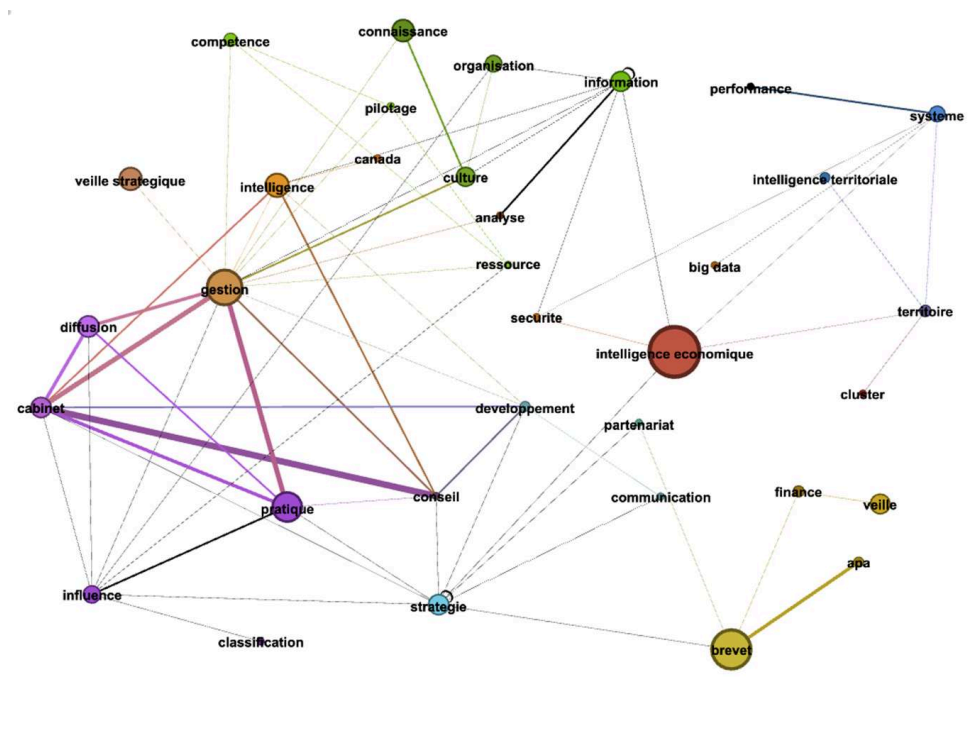 connaissance
competence
organisation
information
performance
pilotage
systeme
canada
veille strategique
intelligence
culture
intelligence territoriale
analyse
ressource
big data
gestion
territoire
securite
diffusion
intelligence economique
cluster
cabinet
developpement
partenariat
finance
conseil
communication
veille
pratique
apa
influence
strategie
classification
brevet